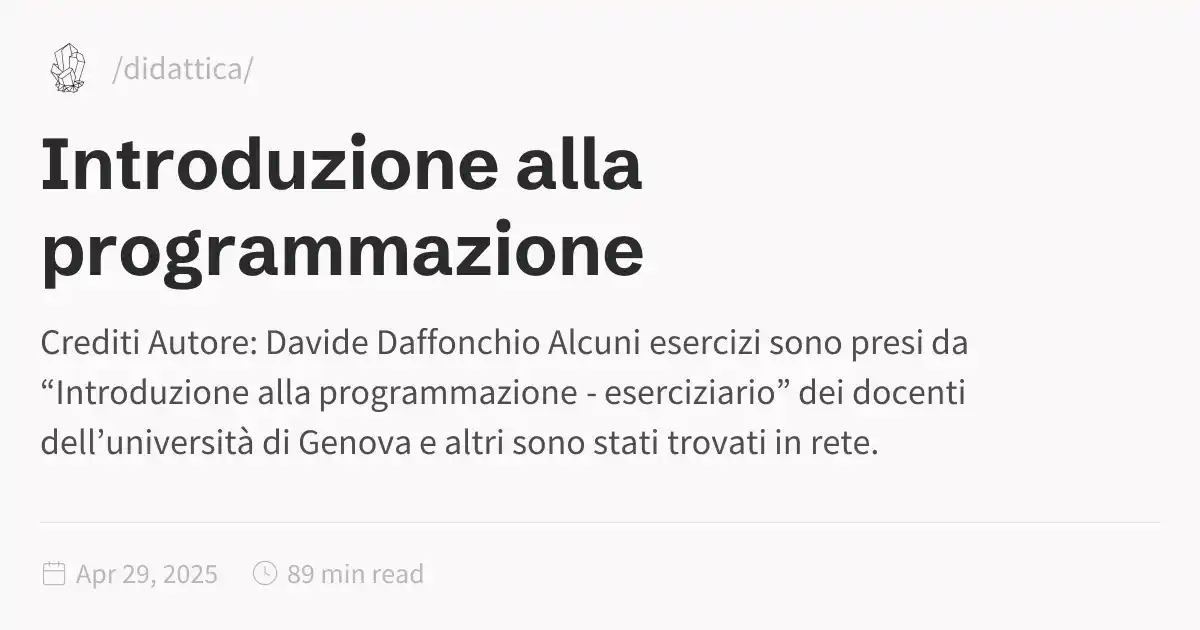 /didattica/
Introduzione alla
programmazione
Crediti Autore: Davide Daffonchio Alcuni esercizi sono presi da
“Introduzione alla programmazione - eserciziario” dei docenti
dell’università di Genova e altri sono stati trovati in rete.
Apr 29, 2025 89 min read